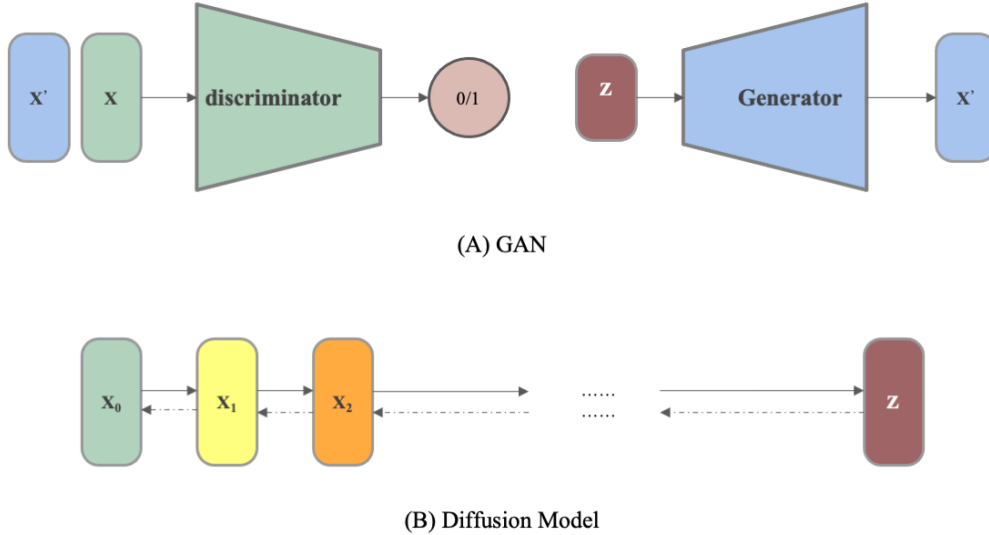 X' X discriminator 0/1 Z Generator X'
(A) GAN
X₀ X₁ X₂ ...... Z
......
(B) Diffusion Model